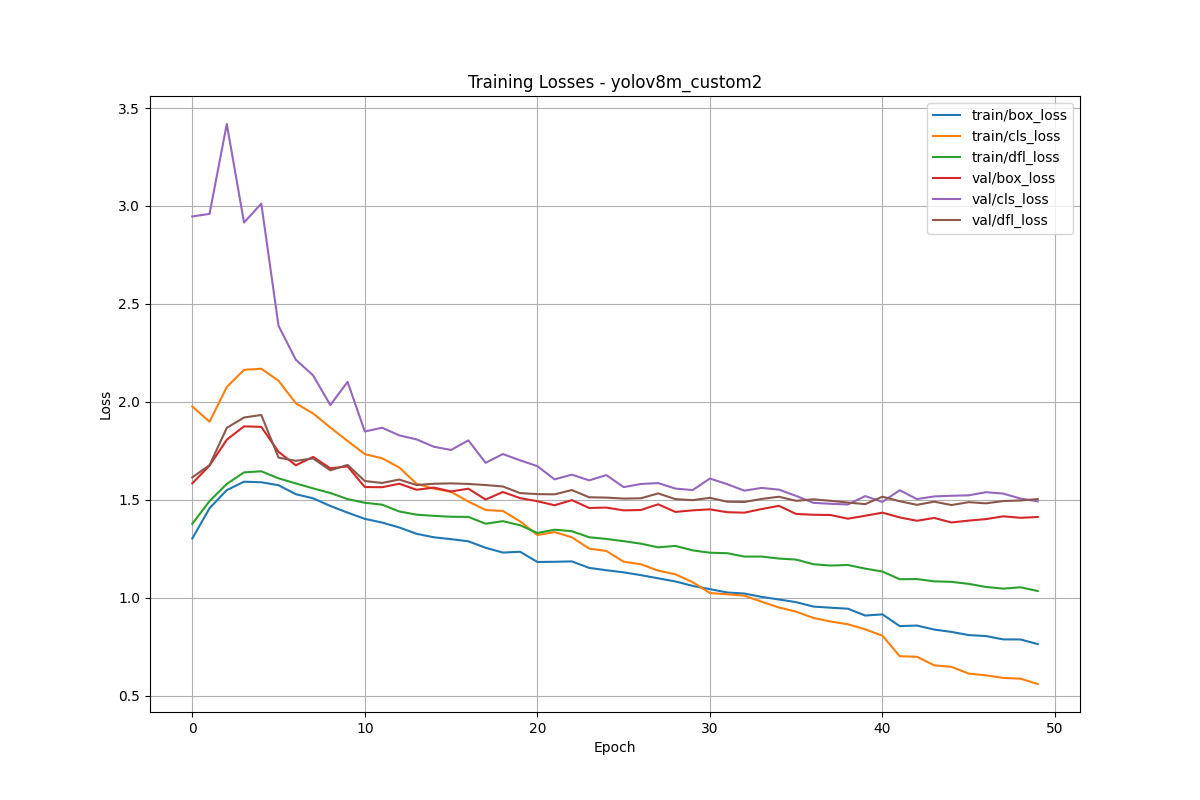 Training Losses - yolov8m_custom2
3.5
3.0
2.5
2.0
1.5
1.0
0.5
Loss
train/box_loss
train/cls_loss
train/dfl_loss
val/box_loss
val/cls_loss
val/dfl_loss
0 10 20 30 40 50
Epoch